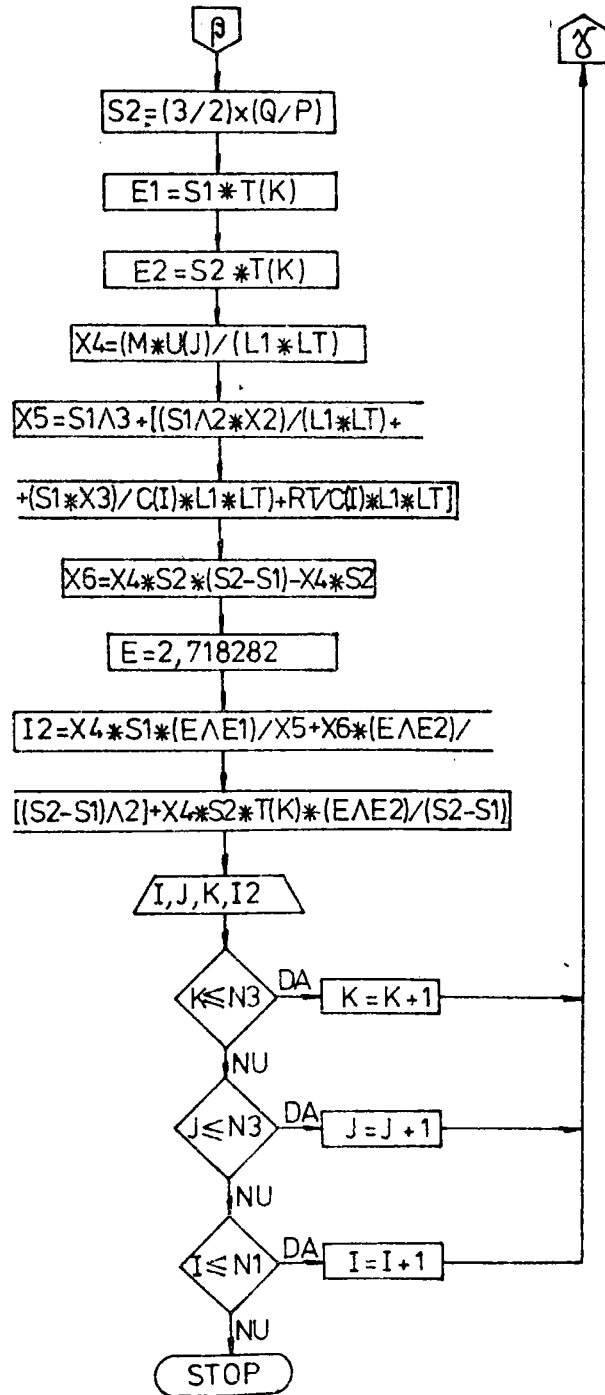 β
γ
S2=(3/2)x(Q/P)
E1=S1*T(K)
E2=S2*T(K)
X4=(M*U(J)/(L1*LT)
X5=S1∧3+[(S1∧2*X2)/(L1*LT)+
+(S1*X3)/C(I)*L1*LT)+RT/C(I)*L1*LT]
X6=X4*S2*(S2-S1)-X4*S2
E=2,718282
I2=X4*S1*(E∧E1)/X5+X6*(E∧E2)/
[(S2-S1)∧2]+X4*S2*T(K)*(E∧E2)/(S2-S1)
I,J,K,I2
K≤N3
DA
K=K+1
NU
J≤N3
DA
J=J+1
NU
I≤N1
DA
I=I+1
NU
STOP